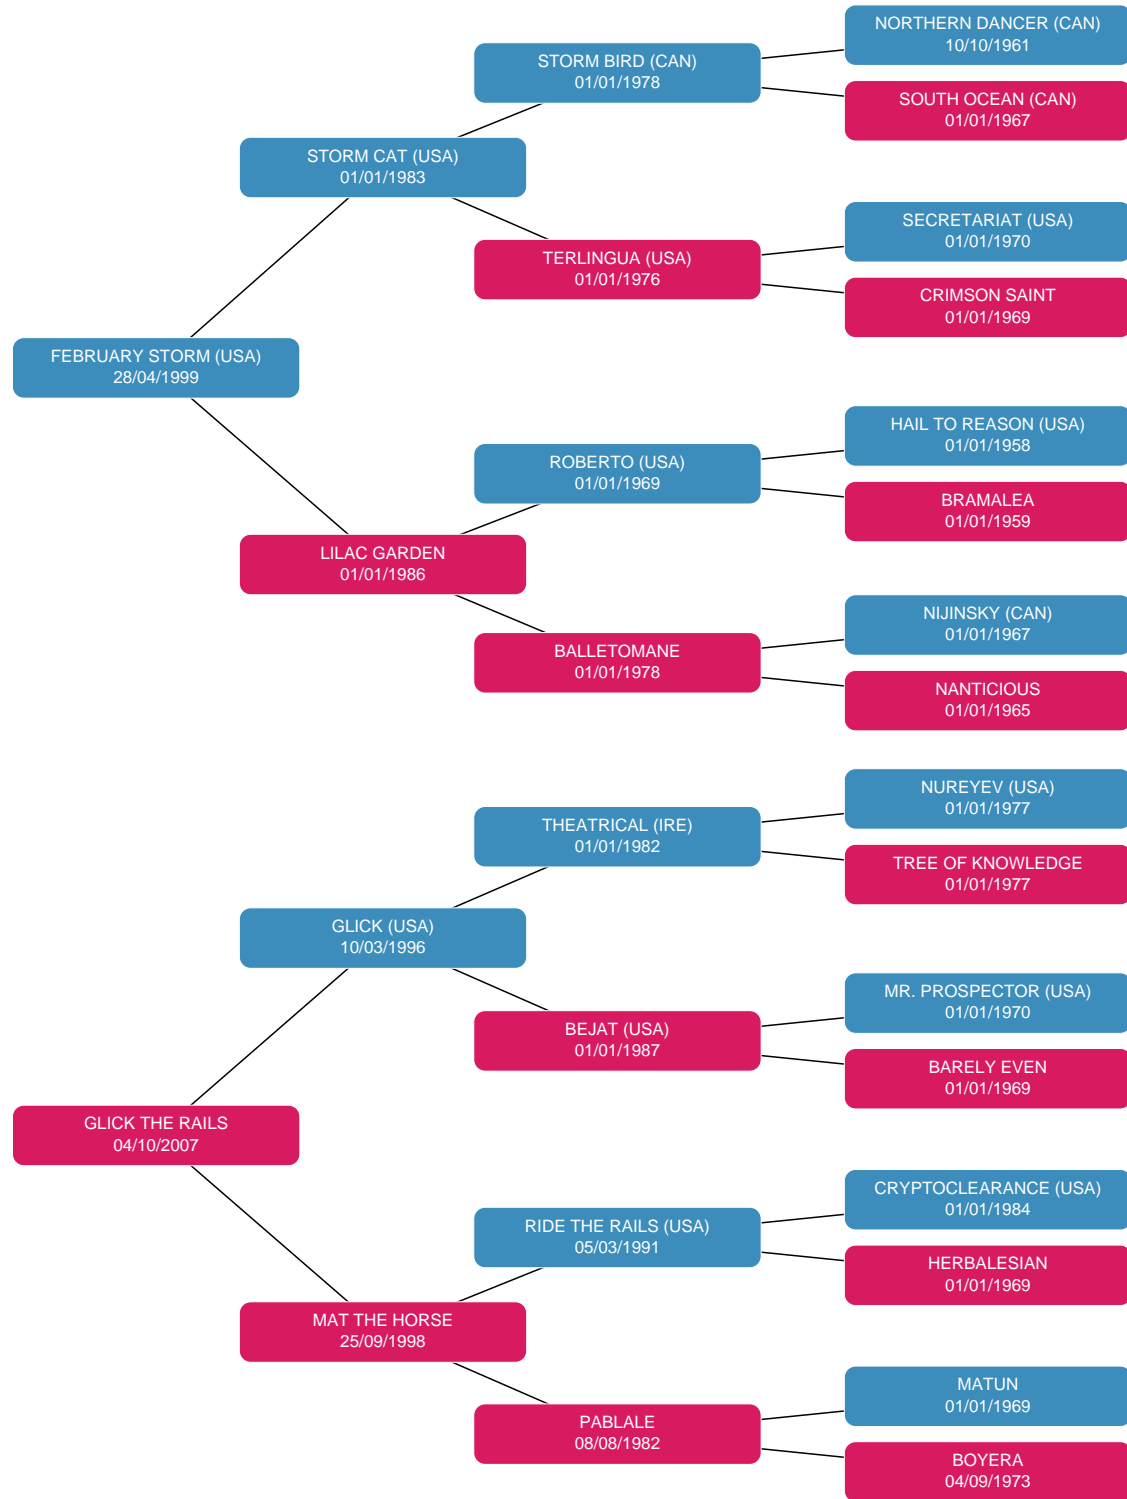 NORTHERN DANCER (CAN)
10/10/1961
STORM BIRD (CAN)
01/01/1978
SOUTH OCEAN (CAN)
01/01/1967
STORM CAT (USA)
01/01/1983
SECRETARIAT (USA)
01/01/1970
TERLINGUA (USA)
01/01/1976
CRIMSON SAINT
01/01/1969
FEBRUARY STORM (USA)
28/04/1999
HAIL TO REASON (USA)
01/01/1958
ROBERTO (USA)
01/01/1969
BRAMALEA
01/01/1959
LILAC GARDEN
01/01/1986
NIJINSKY (CAN)
01/01/1967
BALLETOMANE
01/01/1978
NANTICIOUS
01/01/1965
NUREYEV (USA)
01/01/1977
THEATRICAL (IRE)
01/01/1982
TREE OF KNOWLEDGE
01/01/1977
GLICK (USA)
10/03/1996
MR. PROSPECTOR (USA)
01/01/1970
BEJAT (USA)
01/01/1987
BARELY EVEN
01/01/1969
GLICK THE RAILS
04/10/2007
CRYPTOCLEARANCE (USA)
01/01/1984
RIDE THE RAILS (USA)
05/03/1991
HERBALESIAN
01/01/1969
MAT THE HORSE
25/09/1998
MATUN
01/01/1969
PABLALE
08/08/1982
BOYERA
04/09/1973